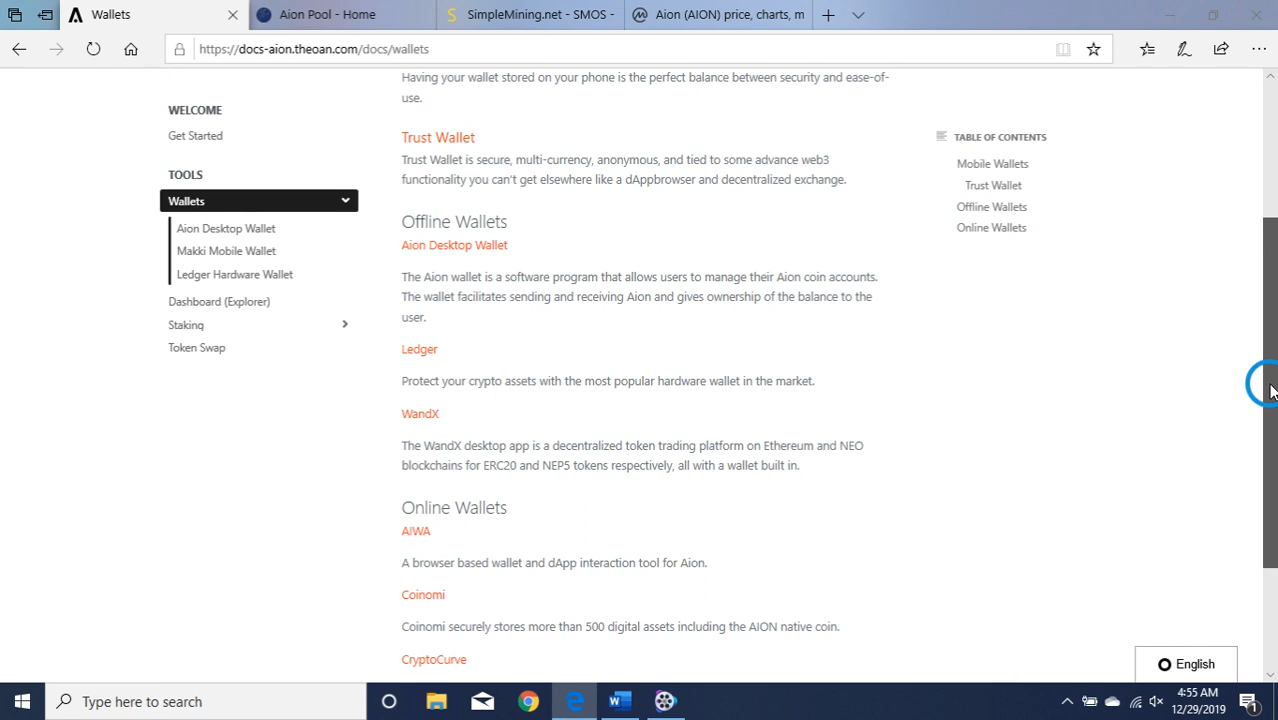 Wallets
Aion Pool - Home
SimpleMining.net - SMOS -
Aion (AION) price, charts, m
https://docs-aion.theoan.com/docs/wallets
Having your wallet stored on your phone is the perfect balance between security and ease-of-
use.
WELCOME
Get Started
TOOLS
Wallets
Aion Desktop Wallet
Makki Mobile Wallet
Ledger Hardware Wallet
Dashboard (Explorer)
Staking
Token Swap
Trust Wallet
Trust Wallet is secure, multi-currency, anonymous, and tied to some advance web3
functionality you can't get elsewhere like a dAppbrowser and decentralized exchange.
Offline Wallets
Aion Desktop Wallet
The Aion wallet is a software program that allows users to manage their Aion coin accounts.
The wallet facilitates sending and receiving Aion and gives ownership of the balance to the
user.
Ledger
Protect your crypto assets with the most popular hardware wallet in the market.
WandX
The WandX desktop app is a decentralized token trading platform on Ethereum and NEO
blockchains for ERC20 and NEP5 tokens respectively, all with a wallet built in.
Online Wallets
AIWA
A browser based wallet and dApp interaction tool for Aion.
Coinomi
Coinomi securely stores more than 500 digital assets including the AION native coin.
CryptoCurve
TABLE OF CONTENTS
Mobile Wallets
Trust Wallet
Offline Wallets
Online Wallets
English
Type here to search
4:55 AM
12/29/2019
1